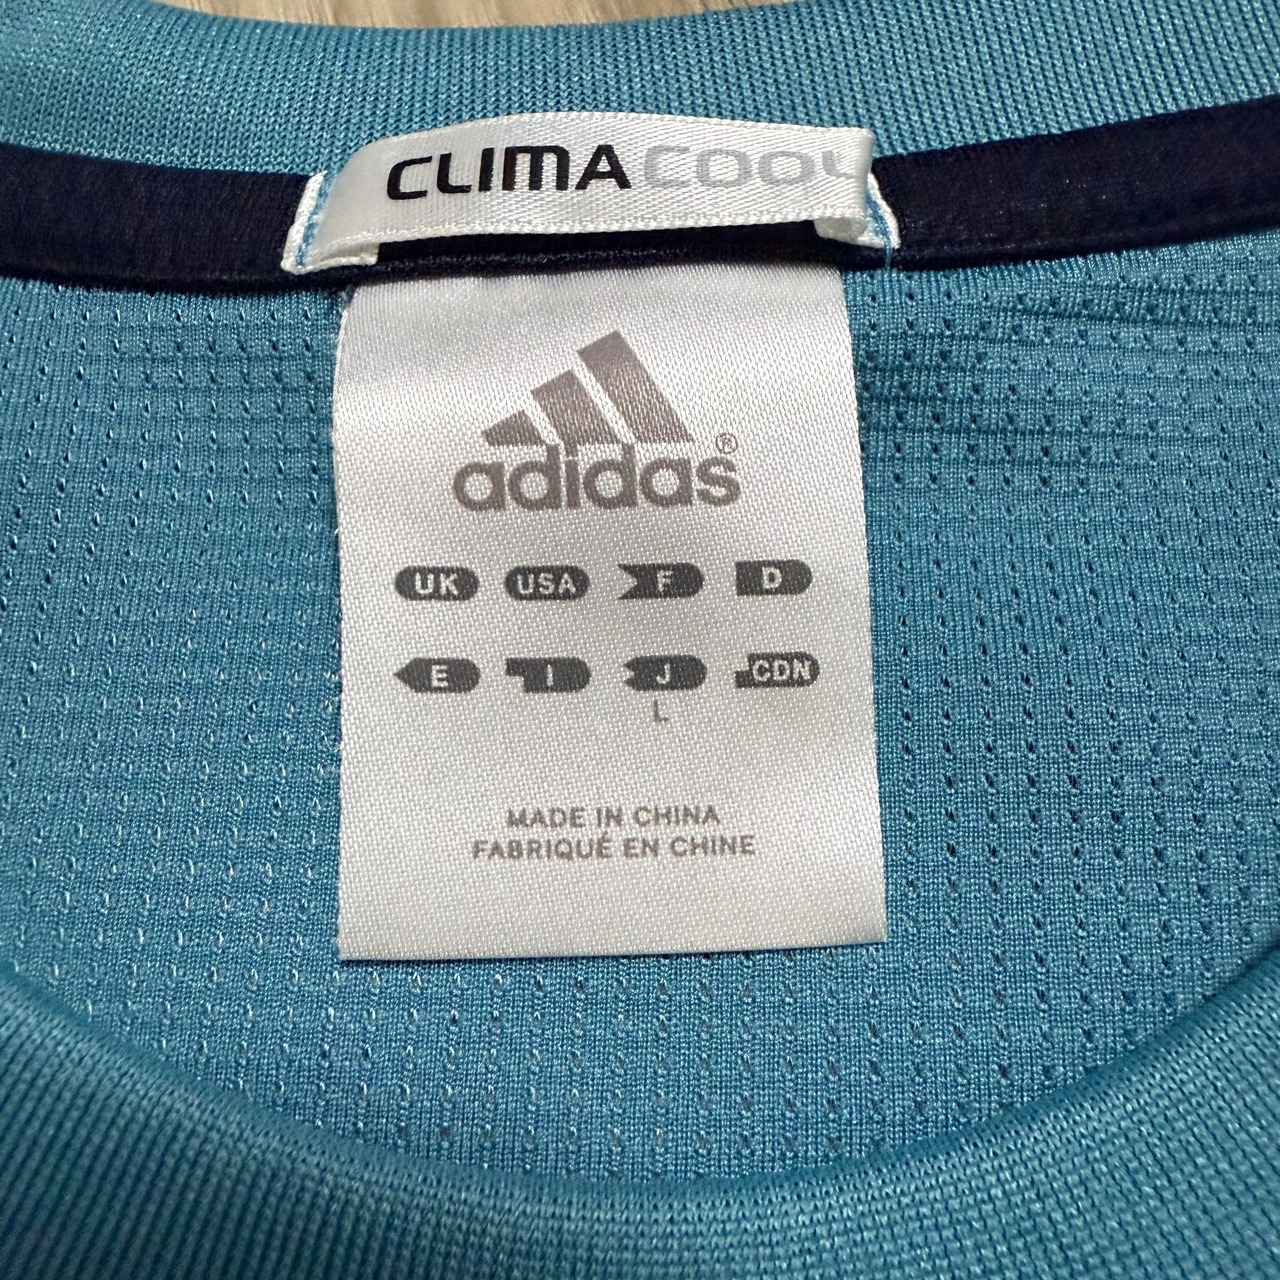 CLIMACOOL
adidas®
UK USA F D
E I J CDN
L
MADE IN CHINA
FABRIQUÉ EN CHINE